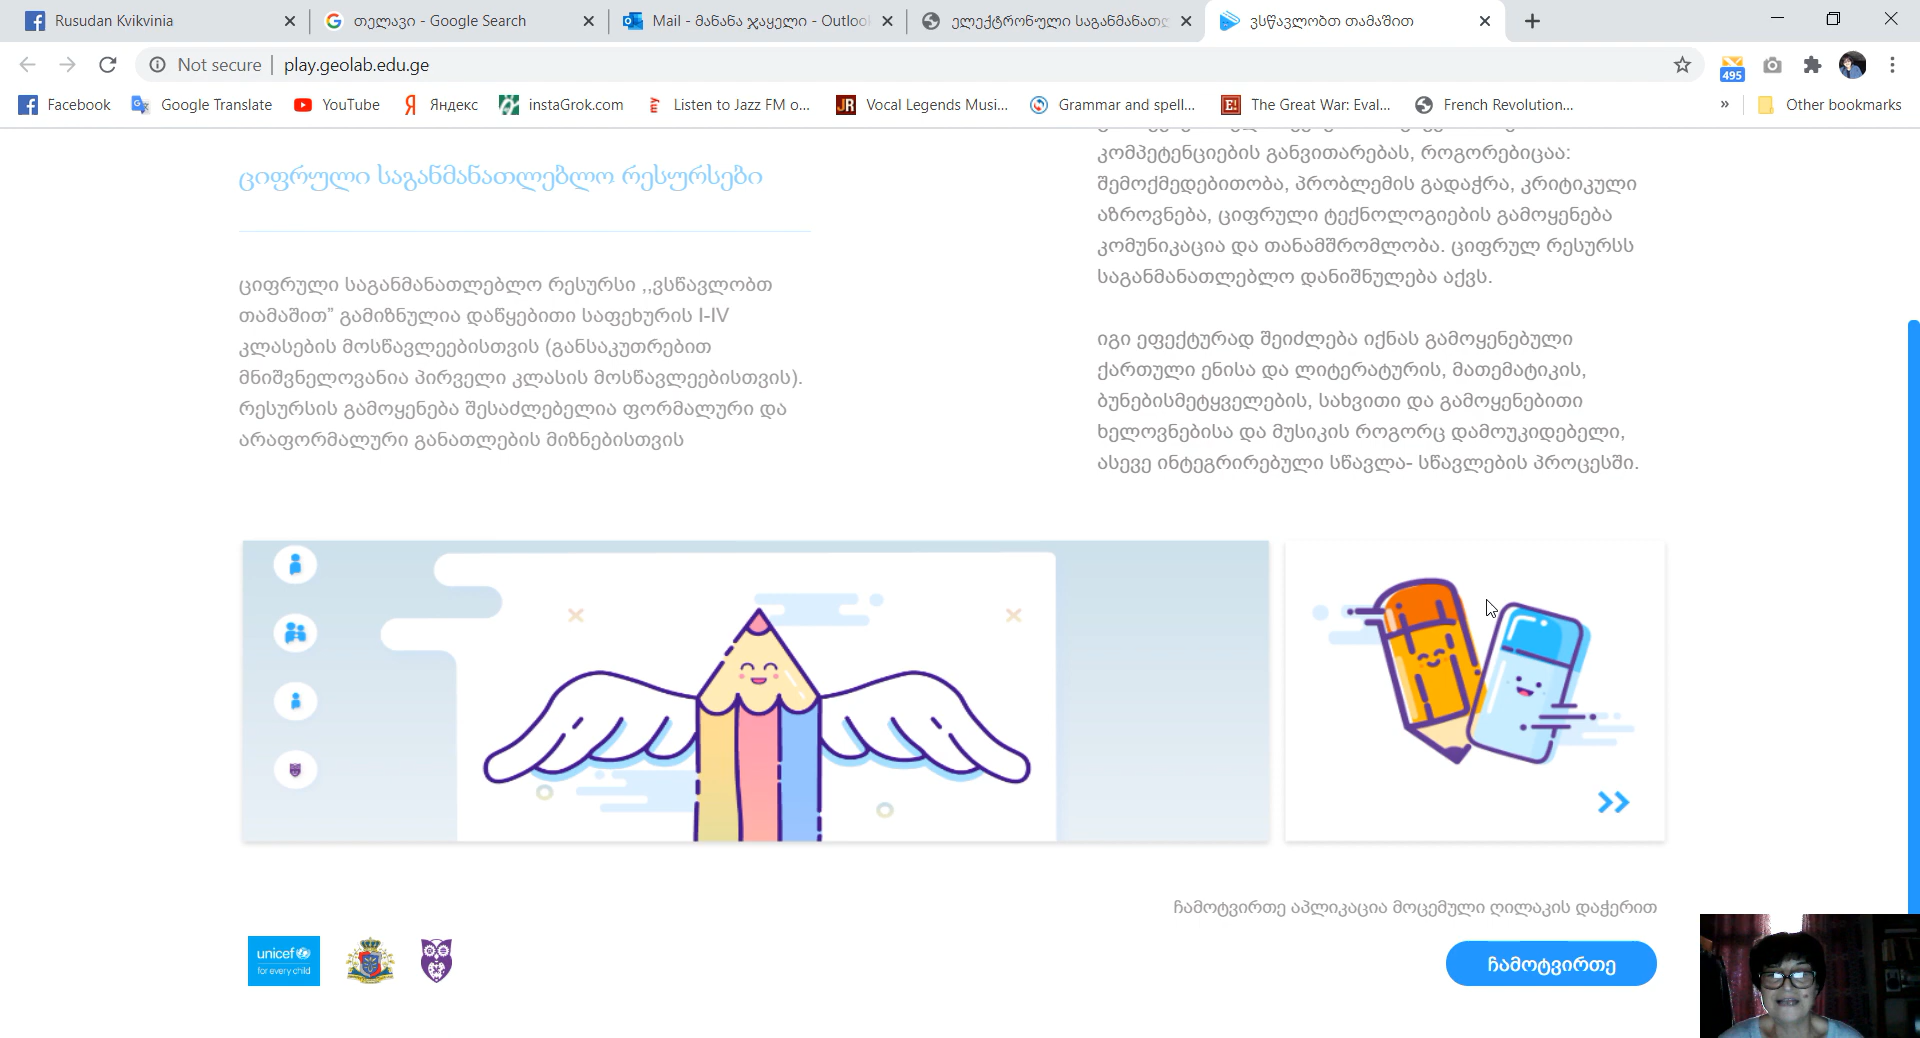 Rusudan Kvikvinia
თელავი - Google Search
Mail - მანანა ჯაყელი - Outloo
ელექტრონული საგანმანათლ
ვსწავლობთ თამაშით
Not secure
play.geolab.edu.ge
495
Facebook
Google Translate
YouTube
Яндекс
instaGrok.com
Listen to Jazz FM o...
Vocal Legends Musi...
Grammar and spell...
The Great War: Eval...
French Revolution...
Other bookmarks
ციფრული საგანმანათლებლო რესურსები
ციფრული საგანმანათლებლო რესურსი ,,ვსწავლობთ
თამაშით” გამიზნულია დაწყებითი საფეხურის I-IV
კლასების მოსწავლეებისთვის (განსაკუთრებით
მნიშვნელოვანია პირველი კლასის მოსწავლეებისთვის).
რესურსის გამოყენება შესაძლებელია ფორმალური და
არაფორმალური განათლების მიზნებისთვის
კომპეტენციების განვითარებას, როგორებიცაა:
შემოქმედებითობა, პრობლემის გადაჭრა, კრიტიკული
აზროვნება, ციფრული ტექნოლოგიების გამოყენება
კომუნიკაცია და თანამშრომლობა. ციფრულ რესურსს
საგანმანათლებლო დანიშნულება აქვს.
იგი ეფექტურად შეიძლება იქნას გამოყენებული
ქართული ენისა და ლიტერატურის, მათემატიკის,
ბუნებისმეტყველების, სახვითი და გამოყენებითი
ხელოვნებისა და მუსიკის როგორც დამოუკიდებელი,
ასევე ინტეგრირებული სწავლა- სწავლების პროცესში.
ჩამოტვირთე აპლიკაცია მოცემული ღილაკის დაჭერით
ჩამოტვირთე
unicef
for every child